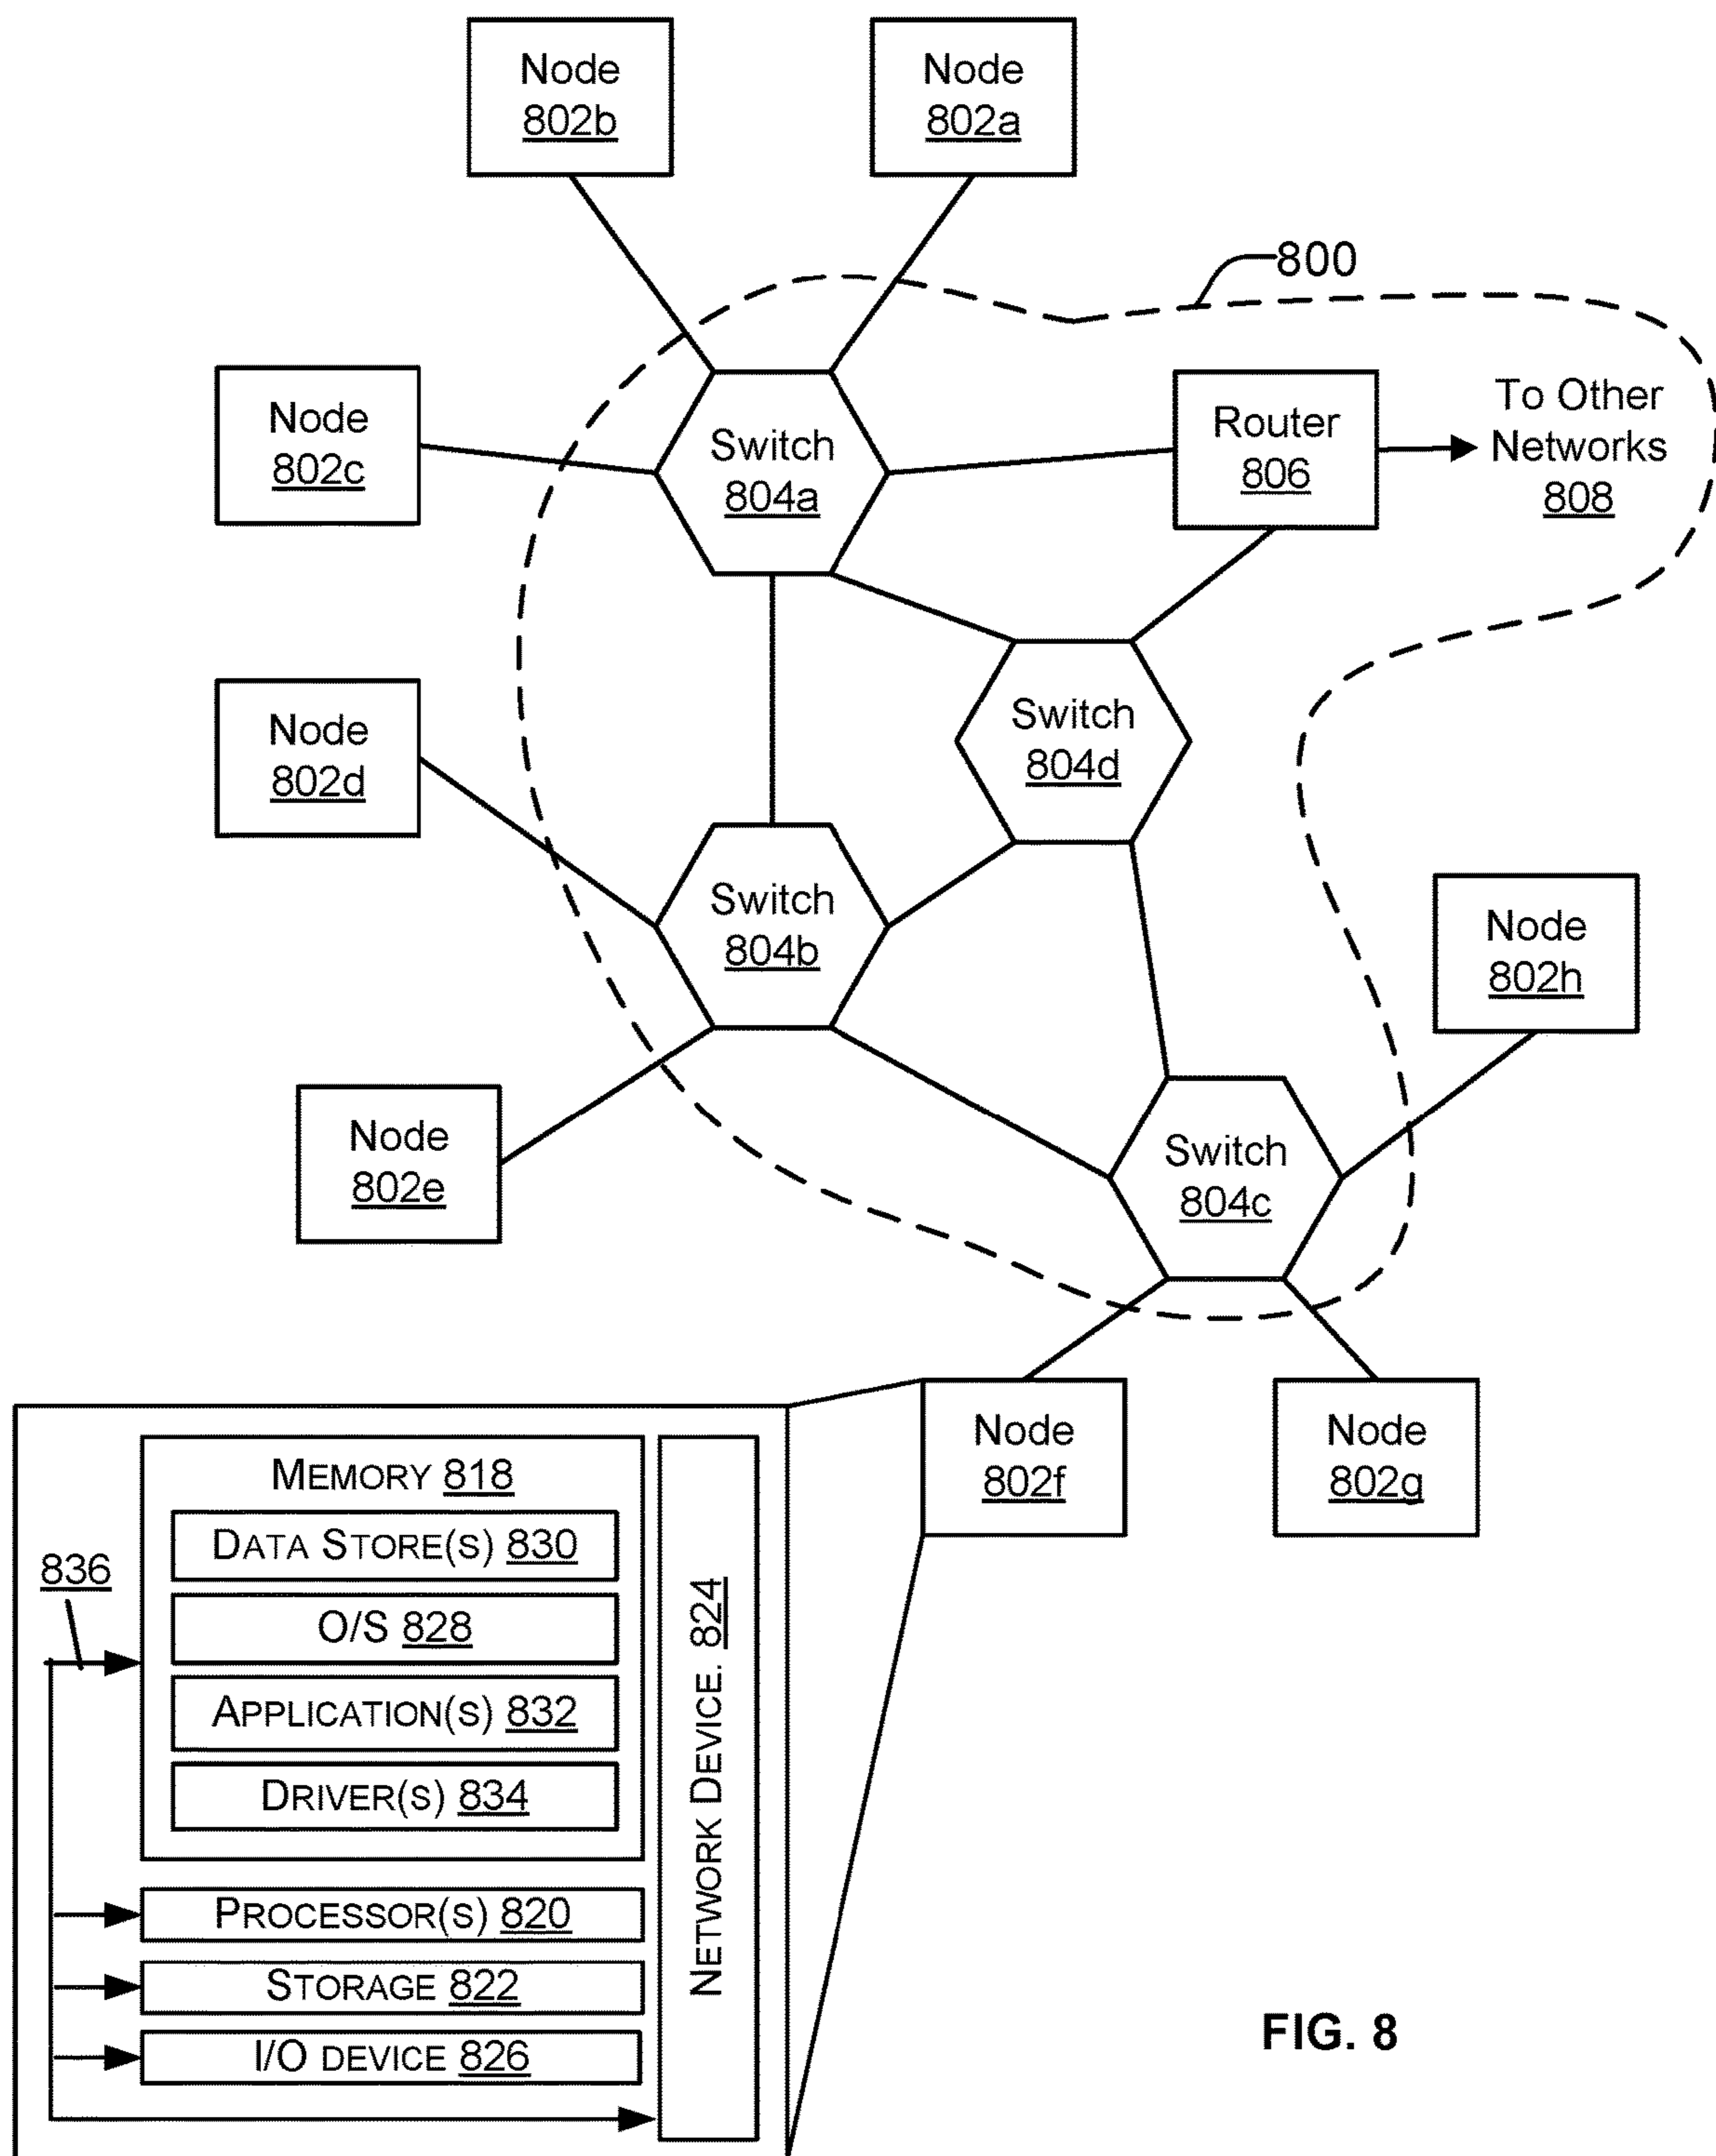 Node
802b
Node
802a
800
Node
802c
Switch
804a
Router
806
To Other
Networks
808
Node
802d
Switch
804d
Switch
804b
Node
802h
Node
802e
Switch
804c
Node
802f
Node
802g
MEMORY 818
DATA STORE(S) 830
836
O/S 828
APPLICATION(S) 832
DRIVER(S) 834
NETWORK DEVICE. 824
PROCESSOR(S) 820
STORAGE 822
I/O DEVICE 826
FIG. 8